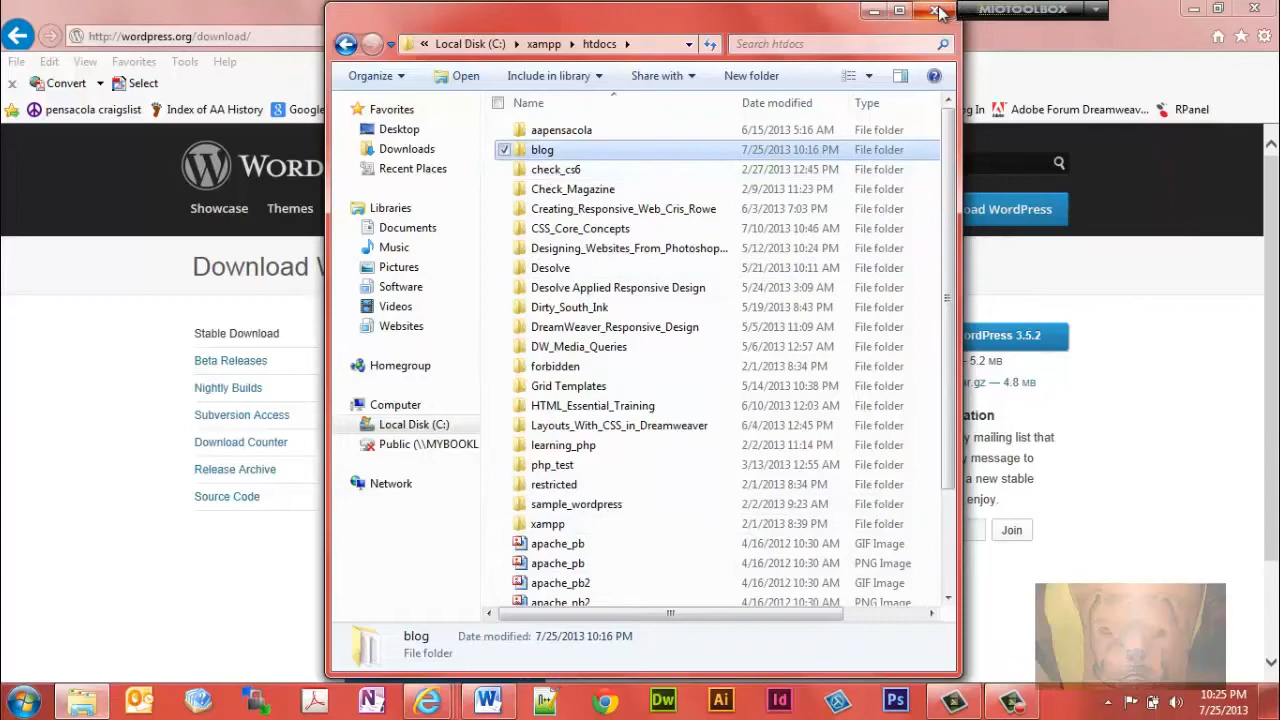 MIOTOOLBOX
http://wordpress.org/download/
« Local Disk (C:) xampp htdocs
Search htdocs
File Edit View Favorites Tools Help
x Convert Select
Organize Open Include in library Share with New folder
pensacola craigslist Index of AA History Google
Adobe Forum Dreamweav... RPanel
Name Date modified Type
Favorites
Desktop
Downloads
Recent Places
Libraries
Documents
Music
Pictures
Software
Videos
Websites
Homegroup
Computer
Local Disk (C:)
Public (\\MYBOOKL
Network
aapensacola 6/15/2013 5:16 AM File folder
blog 7/25/2013 10:16 PM File folder
check_cs6 2/27/2013 12:45 PM File folder
Check_Magazine 2/9/2013 11:23 PM File folder
Creating_Responsive_Web_Cris_Rowe 6/3/2013 7:03 PM File folder
CSS_Core_Concepts 7/10/2013 10:46 AM File folder
Designing_Websites_From_Photoshop... 5/12/2013 10:24 PM File folder
Desolve 5/21/2013 10:11 AM File folder
Desolve Applied Responsive Design 5/24/2013 3:09 AM File folder
Dirty_South_Ink 5/19/2013 8:43 PM File folder
DreamWeaver_Responsive_Design 5/5/2013 11:09 AM File folder
DW_Media_Queries 5/6/2013 12:57 AM File folder
forbidden 2/1/2013 8:34 PM File folder
Grid Templates 5/14/2013 10:38 PM File folder
HTML_Essential_Training 6/10/2013 12:03 AM File folder
Layouts_With_CSS_in_Dreamweaver 6/4/2013 12:45 PM File folder
learning_php 2/2/2013 11:14 PM File folder
php_test 3/13/2013 12:55 AM File folder
restricted 2/1/2013 8:34 PM File folder
sample_wordpress 2/2/2013 9:23 AM File folder
xampp 2/1/2013 8:39 PM File folder
apache_pb 4/16/2012 10:30 AM GIF Image
apache_pb 4/16/2012 10:30 AM PNG Image
apache_pb2 4/16/2012 10:30 AM GIF Image
apache_pb2 4/16/2012 10:30 AM PNG Image
blog Date modified: 7/25/2013 10:16 PM
File folder
WORD
Showcase Themes
oad WordPress
Download W
Stable Download
Beta Releases
Nightly Builds
Subversion Access
Download Counter
Release Archive
Source Code
rdPress 3.5.2
— 5.2 MB
ar.gz — 4.8 MB
ation
y mailing list that
y message to
a new stable
enjoy.
Join
10:25 PM
7/25/2013